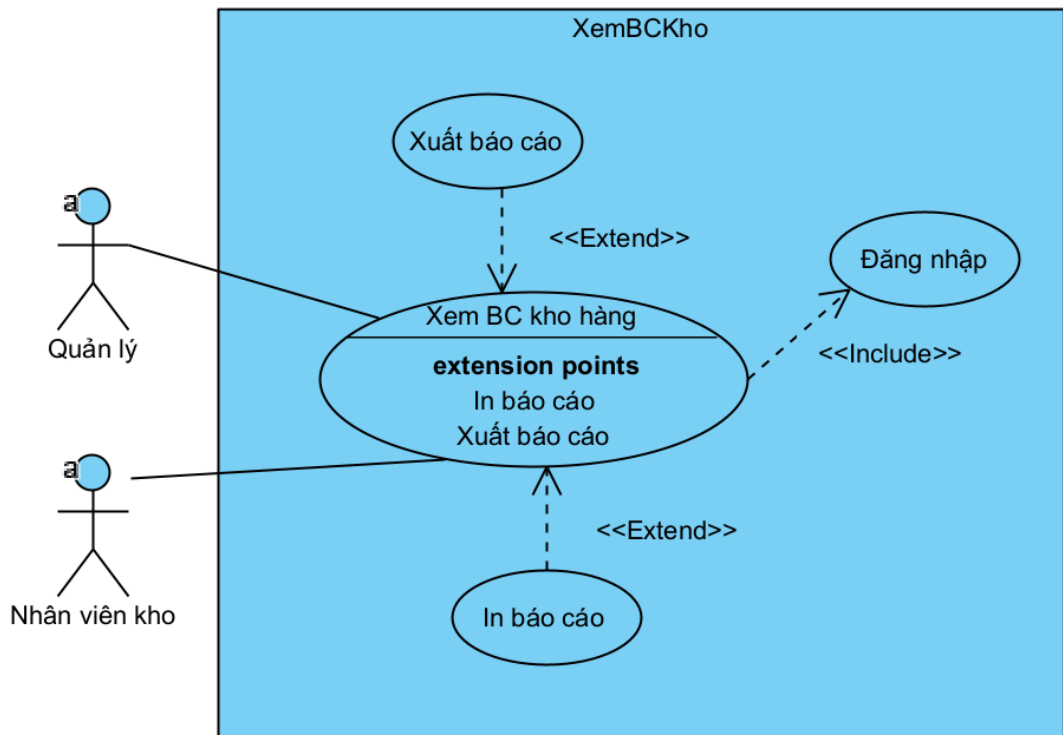 XemBCKho
Xuất báo cáo
<<Extend>>
Đăng nhập
a
Quản lý
Xem BC kho hàng
extension points
In báo cáo
Xuất báo cáo
<<Include>>
a
Nhân viên kho
<<Extend>>
In báo cáo